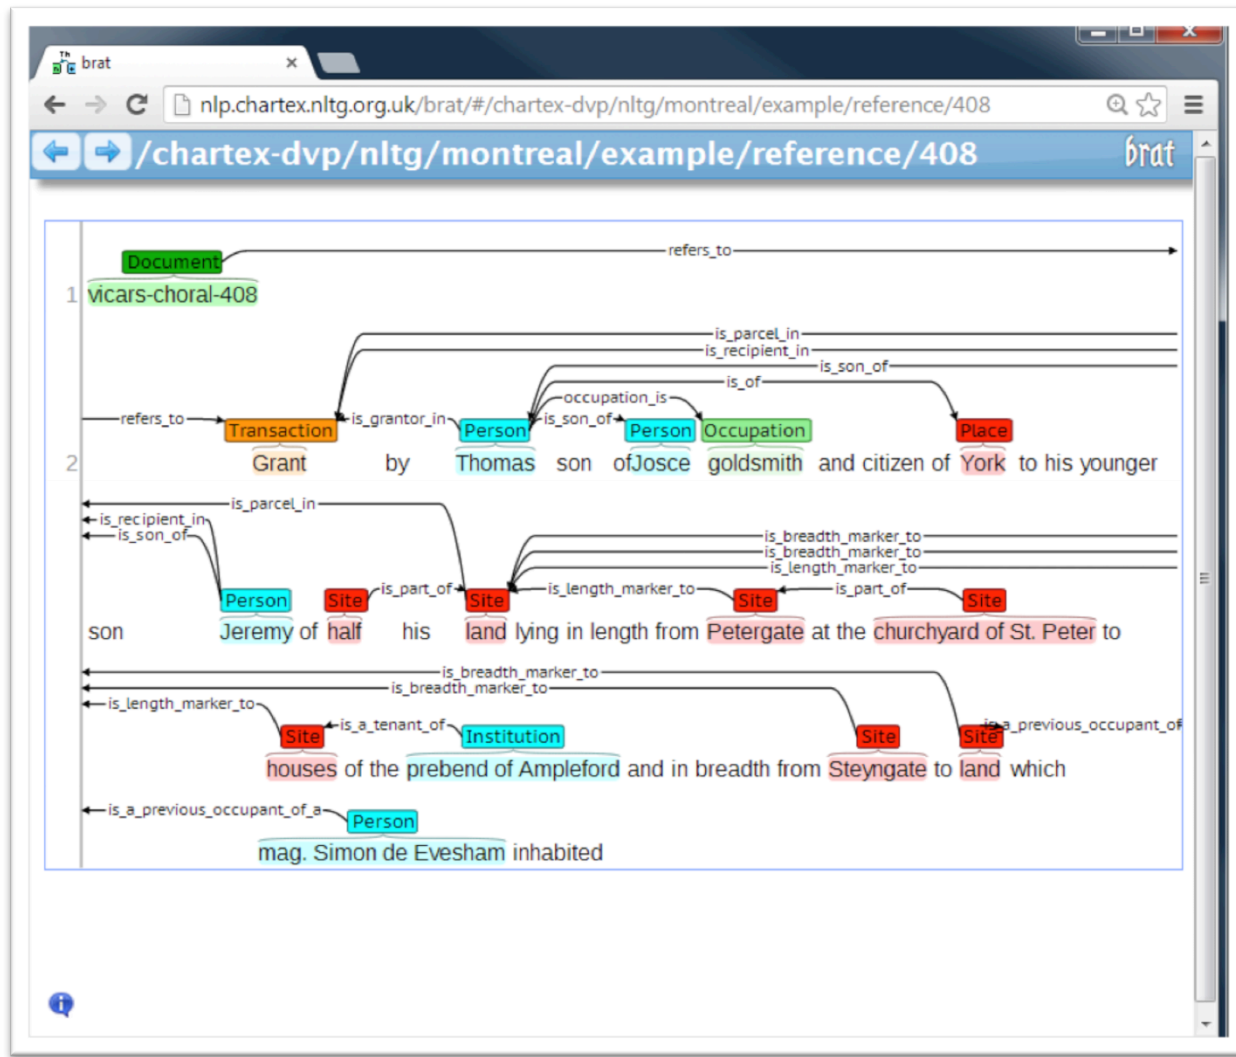 Th
brat ×
nlp.chartex.nltg.org.uk/brat/#/chartex-dvp/nltg/montreal/example/reference/408
/chartex-dvp/nltg/montreal/example/reference/408 brat
refers_to
Document
1 vicars-choral-408
is_parcel_in
is_recipient_in
is_son_of
is_of
occupation_is
refers_to is_grantor_in is_son_of
Transaction Person Person Occupation Place
2 Grant by Thomas son ofJosce goldsmith and citizen of York to his younger
is_parcel_in
is_recipient_in
is_son_of is_breadth_marker_to
is_breadth_marker_to
is_length_marker_to
is_part_of is_length_marker_to is_part_of
Person Site Site Site Site
son Jeremy of half his land lying in length from Petergate at the churchyard of St. Peter to
is_breadth_marker_to
is_breadth_marker_to
is_length_marker_to
is_a_tenant_of is_a_previous_occupant_of
Site Institution Site Site
houses of the prebend of Ampleford and in breadth from Steyngate to land which
is_a_previous_occupant_of_a
Person
mag. Simon de Evesham inhabited